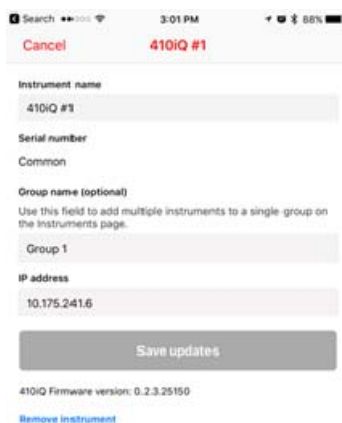 Search 3:01 PM 88%
Cancel 410iQ #1
Instrument name
410iQ #1
Serial number
Common
Group name (optional)
Use this field to add multiple instruments to a single group on
the Instruments page.
Group 1
IP address
10.175.241.6
Save updates
410iQ Firmware version: 0.2.3.25150
Remove instrument